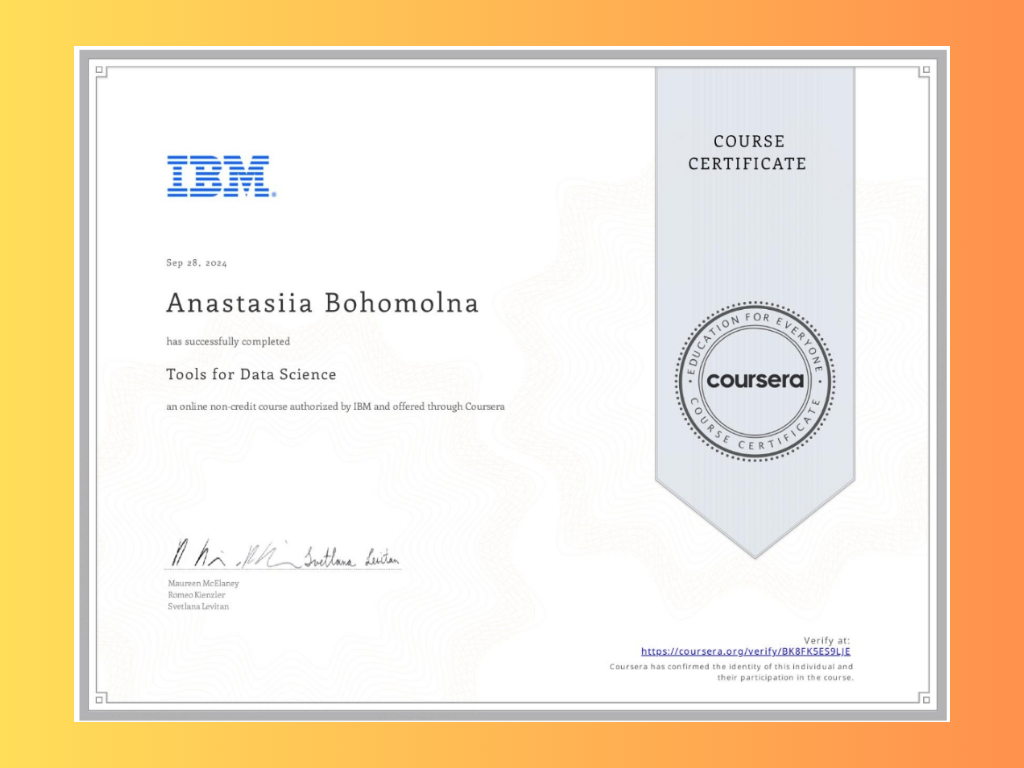 COURSE
CERTIFICATE
IBM
Sep 28, 2024
Anastasiia Bohomolna
has successfully completed
Tools for Data Science
an online non-credit course authorized by IBM and offered through Coursera
EDUCATION FOR EVERYONE
coursera
COURSE CERTIFICATE
Svetlana Levitan
Maureen McElaney
Romeo Kienzler
Svetlana Levitan
Verify at:
https://coursera.org/verify/BK8FK5ES9LJE
Coursera has confirmed the identity of this individual and
their participation in the course.